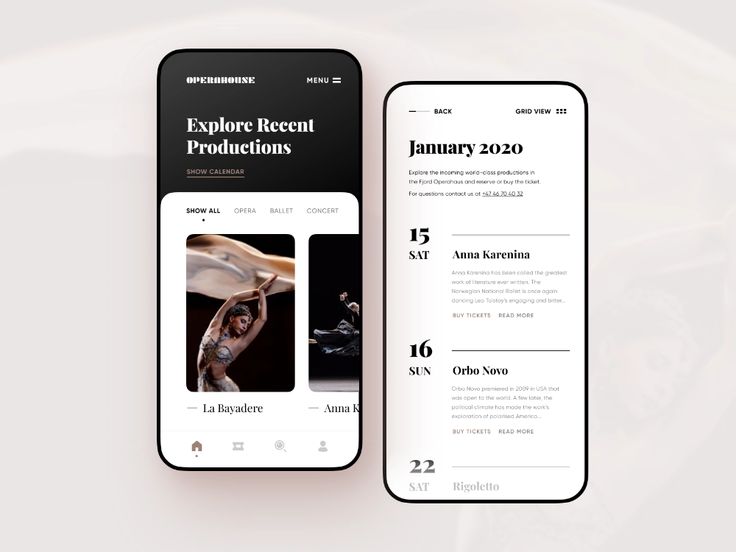 OPERAHOUSE
MENU
Explore Recent
Productions
SHOW CALENDAR
SHOW ALL
OPERA
BALLET
CONCERT
La Bayadere
Anna K
BACK
GRID VIEW
January 2020
Explore the incoming world-class productions in
the Fjord Operahaus and reserve or buy the ticket.
For questions contact us at +47 46 70 40 32
15
SAT
Anna Karenina
Anna Karenina has been called the greatest
work of literature ever written. The
Norwegian National Ballet is once again
dancing Leo Tolstoy's engaging and bitter...
BUY TICKETS
READ MORE
16
SUN
Orbo Novo
Orbo Novo premiered in 2009 in USA that
was open to the world. A few later, the
political climate has made the work's
exploration of polarised America...
BUY TICKETS
READ MORE
22
SAT
Rigoletto